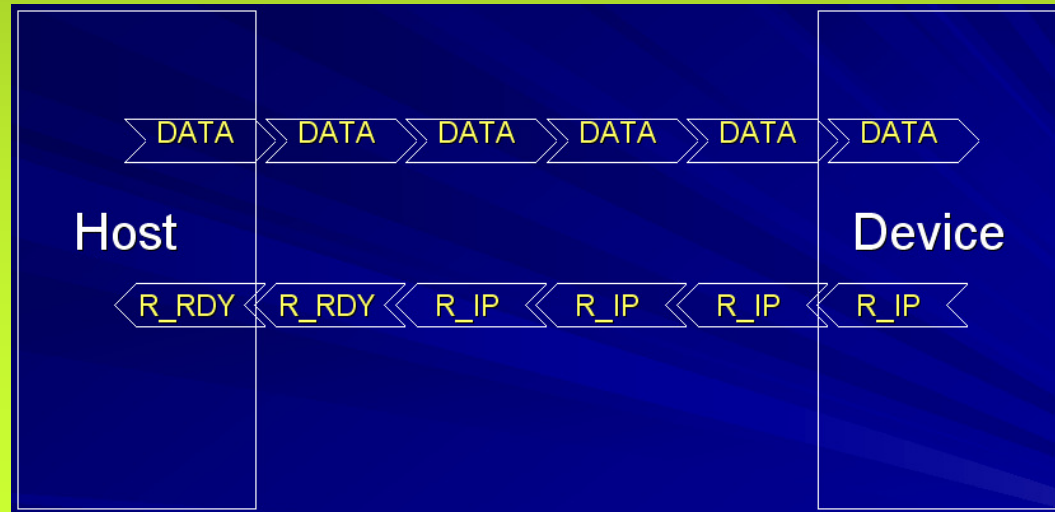 DATA DATA DATA DATA DATA DATA
Host Device
R_RDY R_RDY R_IP R_IP R_IP R_IP